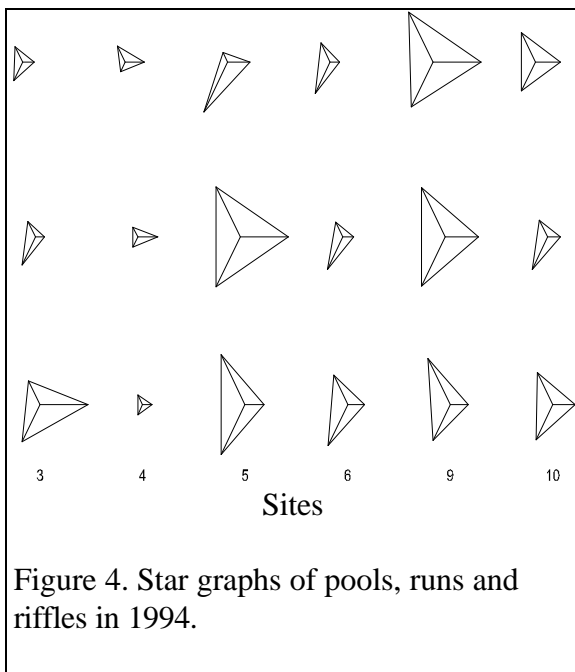 3 4 5 6 9 10
Sites
Figure 4. Star graphs of pools, runs and
riffles in 1994.